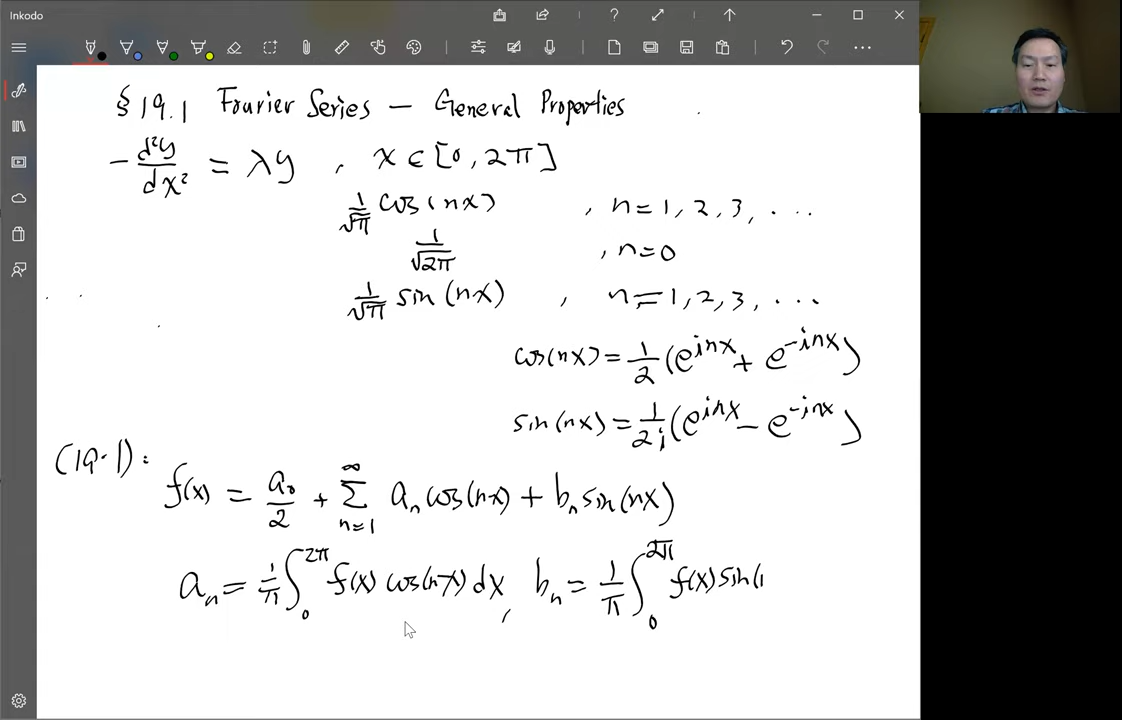 Inkodo
§ 19.1 Fourier Series – General Properties
-d²y/dx² = λy , x ∈ [0, 2π]
1/√π cos(nx) , n = 1, 2, 3, ...
1/√2π , n = 0
1/√π sin(nx) , n = 1, 2, 3, ...
cos(nx) = 1/2 (e^{inx} + e^{-inx})
sin(nx) = 1/2i (e^{inx} - e^{-inx})
(19.1):
f(x) = a₀/2 + ∑_{n=1}^{∞} aₙ cos(nx) + bₙ sin(nx)
aₙ = 1/π ∫₀^{2π} f(x) cos(nx) dx, bₙ = 1/π ∫₀^{2π} f(x) sin(